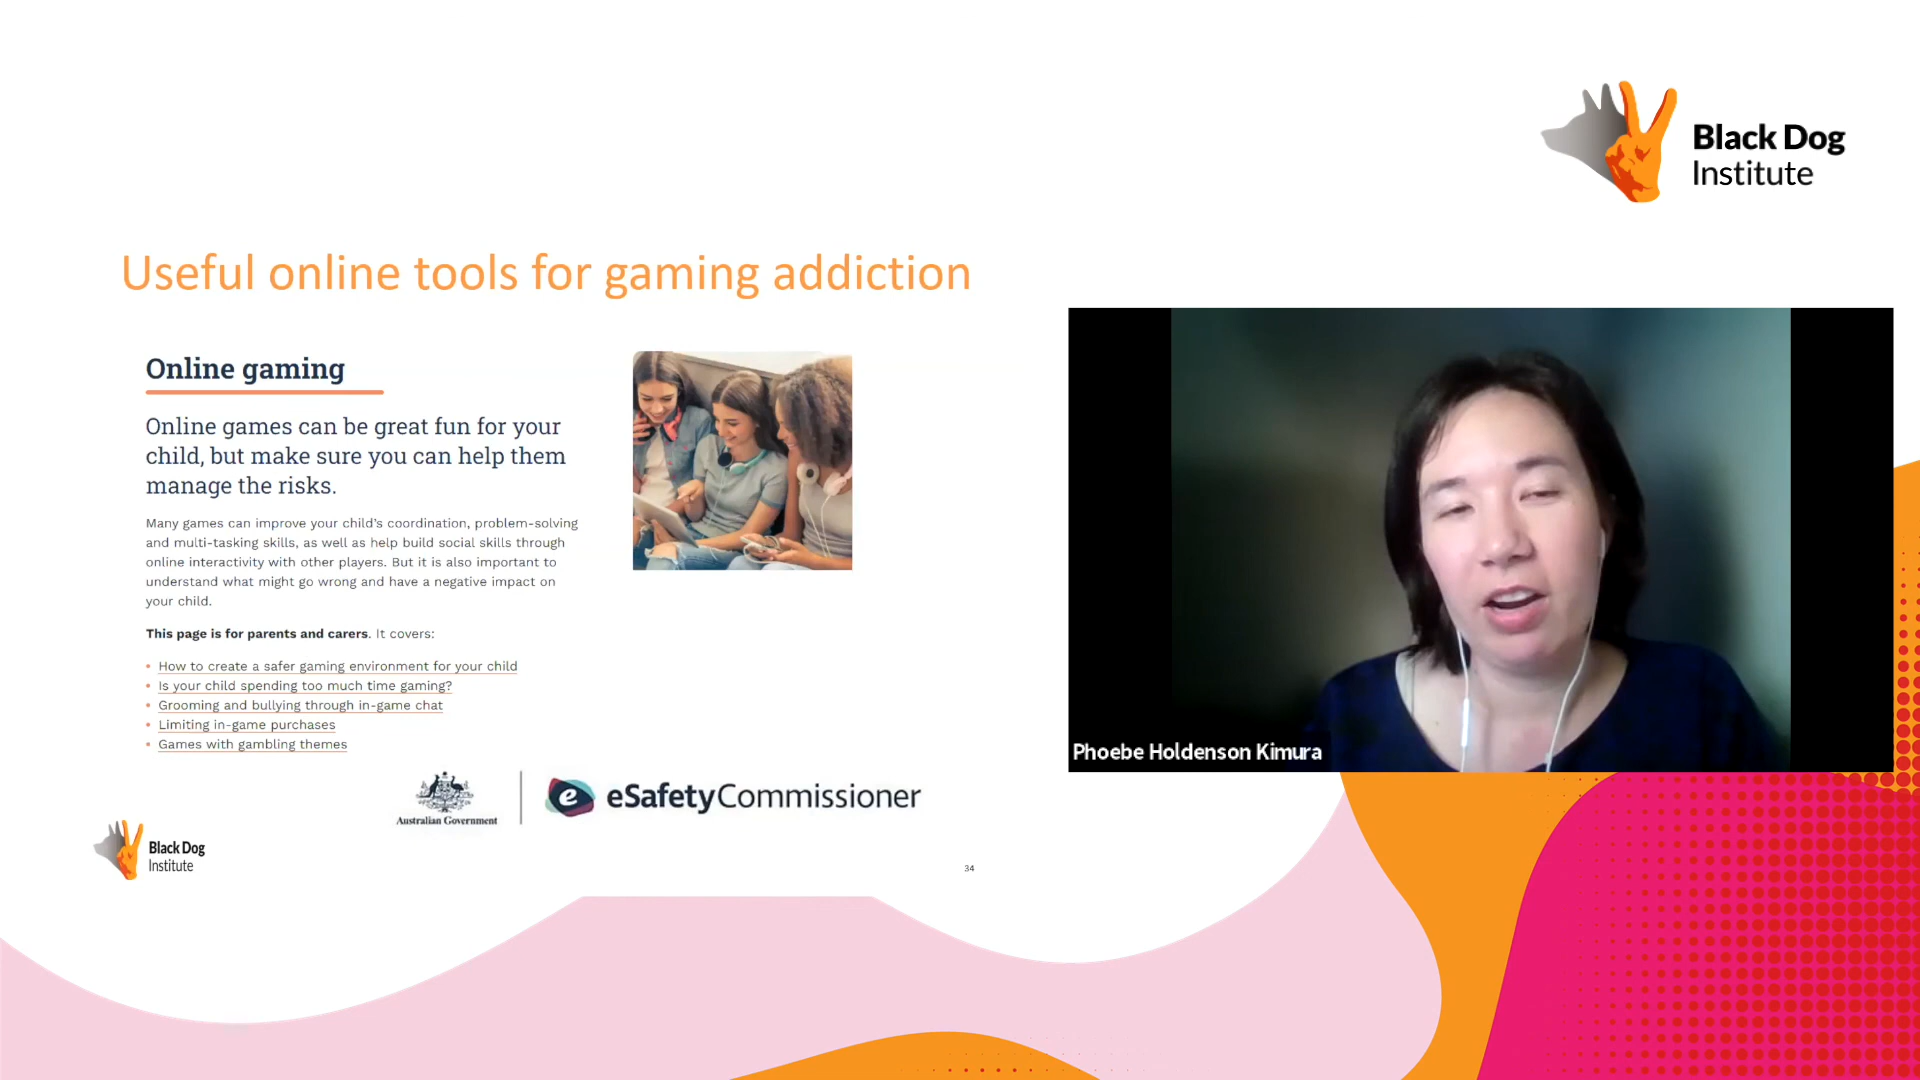 Black Dog
Institute
Useful online tools for gaming addiction
Online gaming
Online games can be great fun for your
child, but make sure you can help them
manage the risks.
Many games can improve your child's coordination, problem-solving
and multi-tasking skills, as well as help build social skills through
online interactivity with other players. But it is also important to
understand what might go wrong and have a negative impact on
your child.
This page is for parents and carers. It covers:
• How to create a safer gaming environment for your child
• Is your child spending too much time gaming?
• Grooming and bullying through in-game chat
• Limiting in-game purchases
• Games with gambling themes
Australian Government
e eSafetyCommissioner
Black Dog
Institute
34
Phoebe Holdenson Kimura